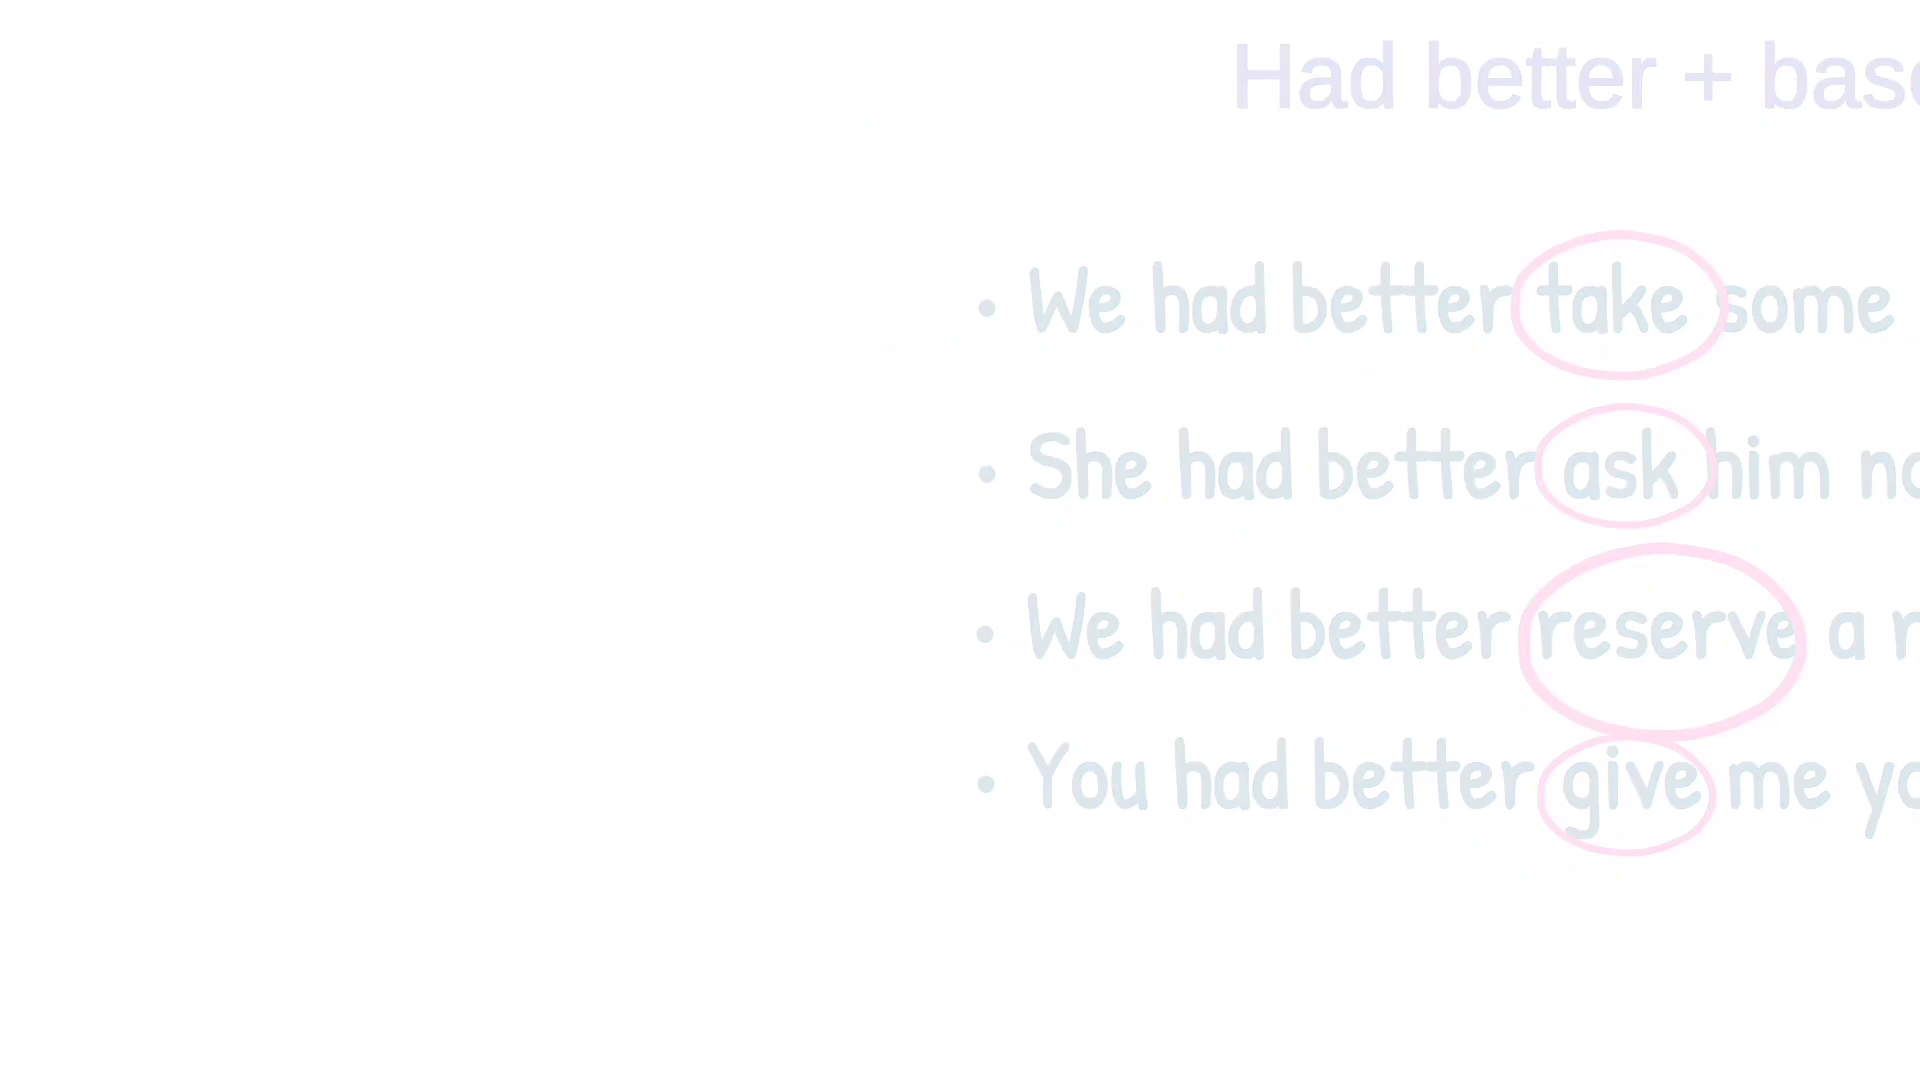 Had better + base
• We had better take some
• She had better ask him
• We had better reserve a
• You had better give me